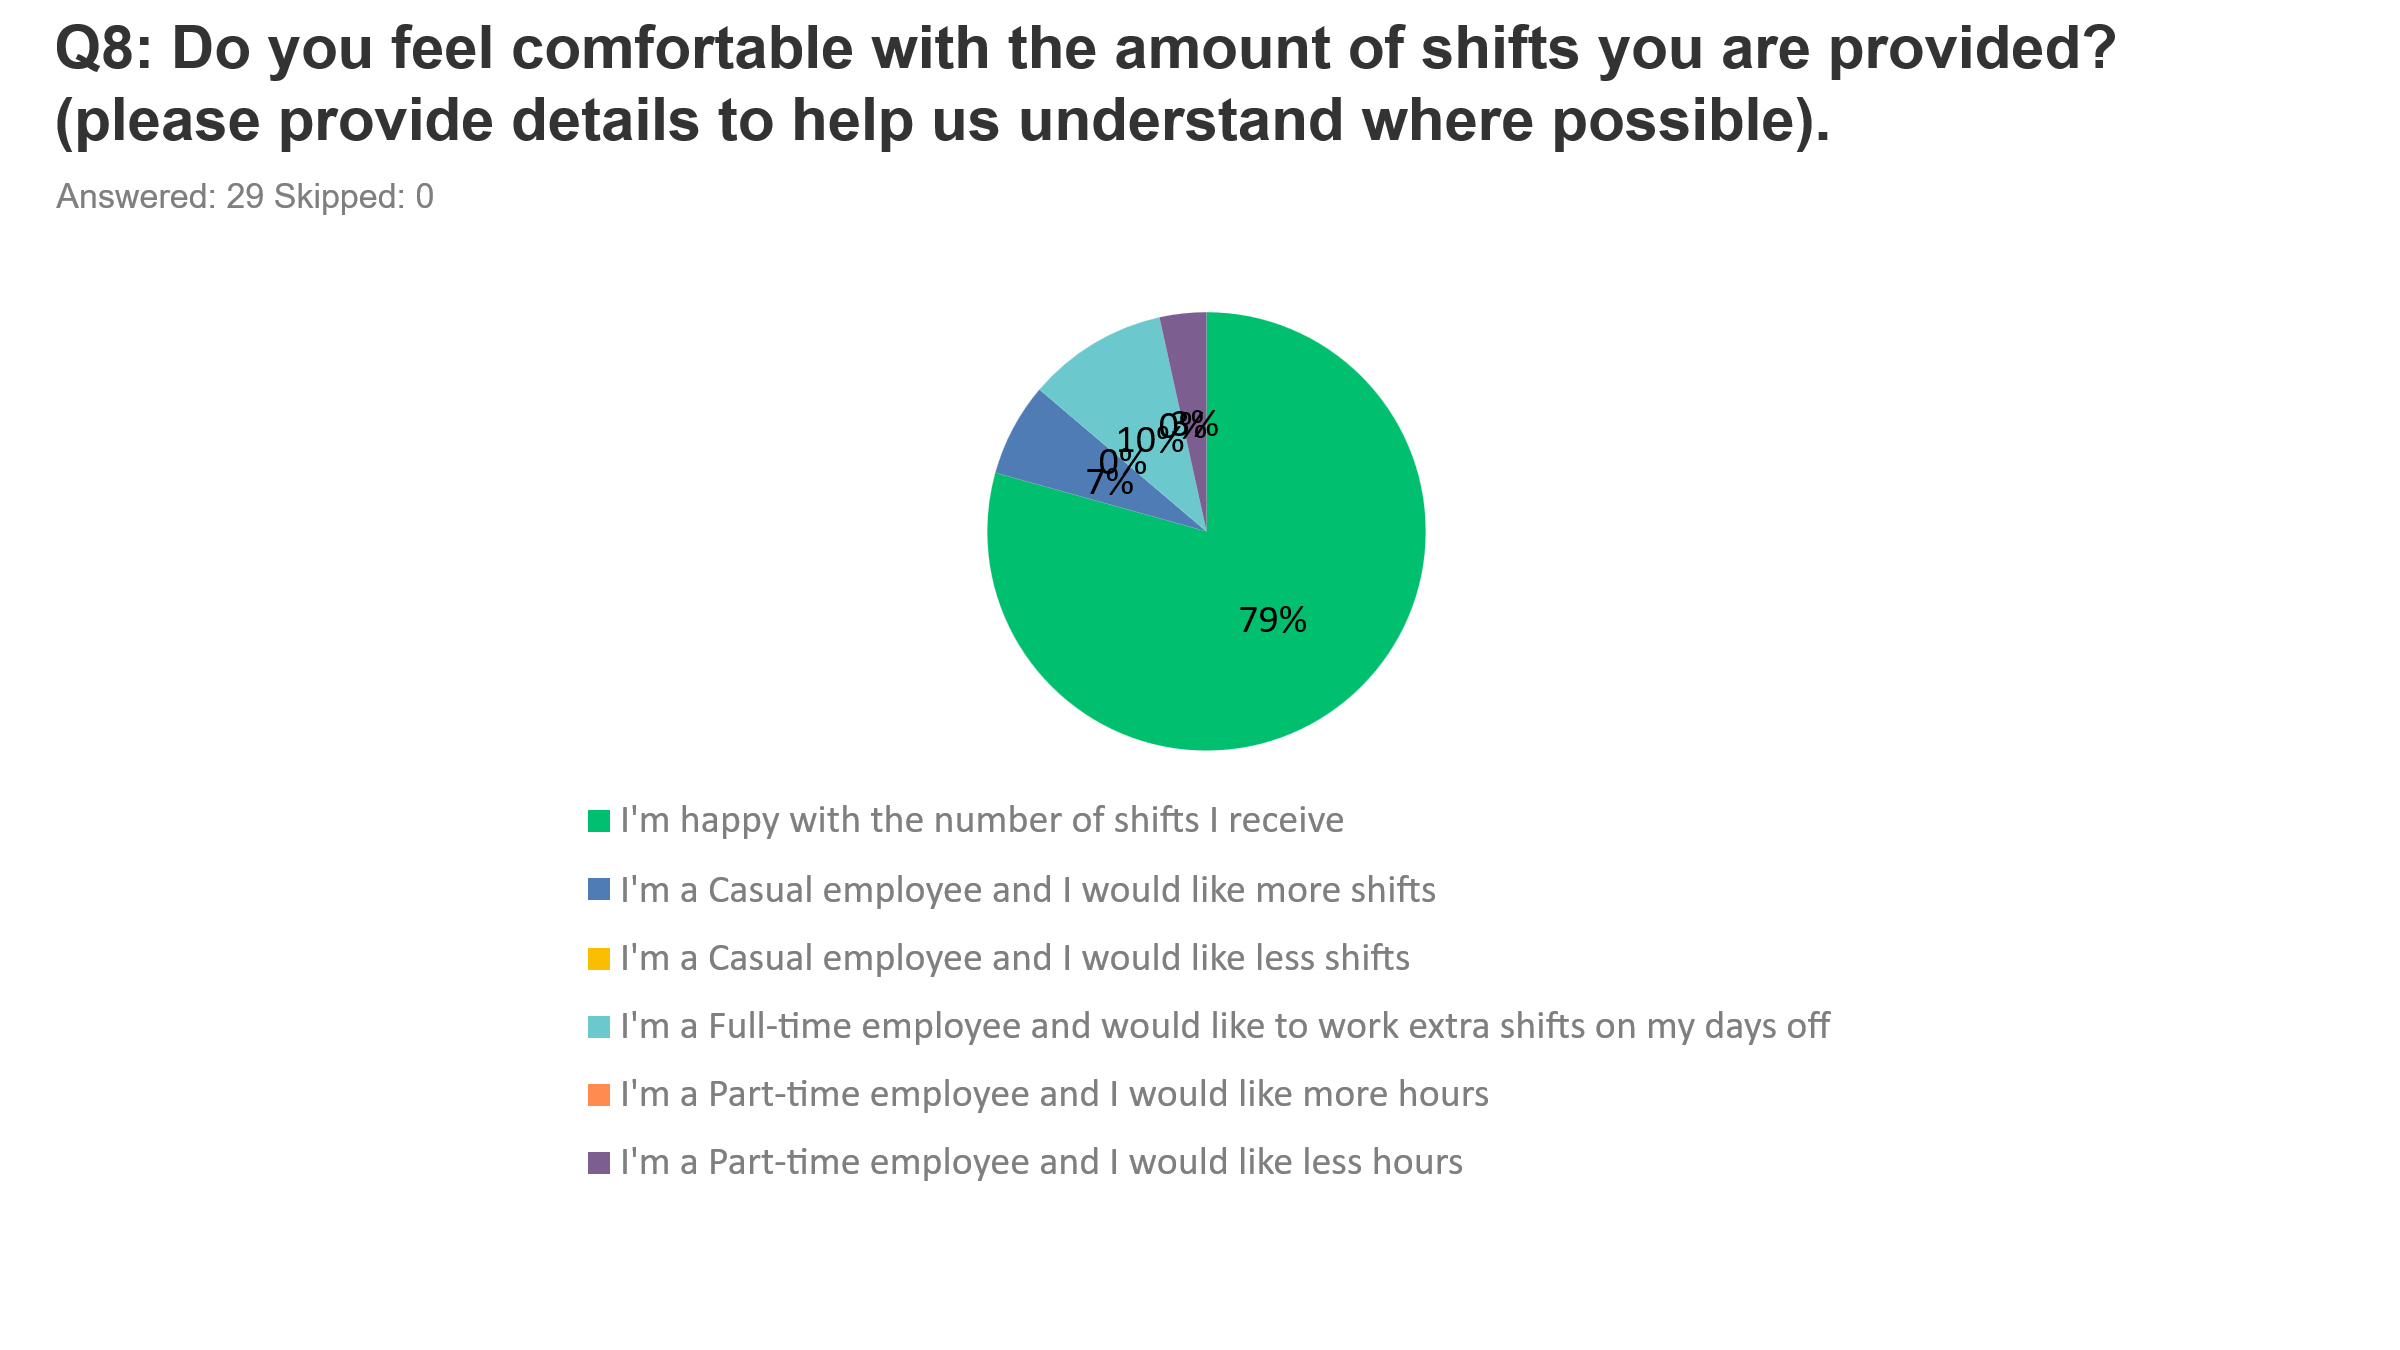 Q8: Do you feel comfortable with the amount of shifts you are provided?
(please provide details to help us understand where possible).
Answered: 29 Skipped: 0
3%
0%
10%
0%
7%
79%
I'm happy with the number of shifts I receive
I'm a Casual employee and I would like more shifts
I'm a Casual employee and I would like less shifts
I'm a Full-time employee and would like to work extra shifts on my days off
I'm a Part-time employee and I would like more hours
I'm a Part-time employee and I would like less hours